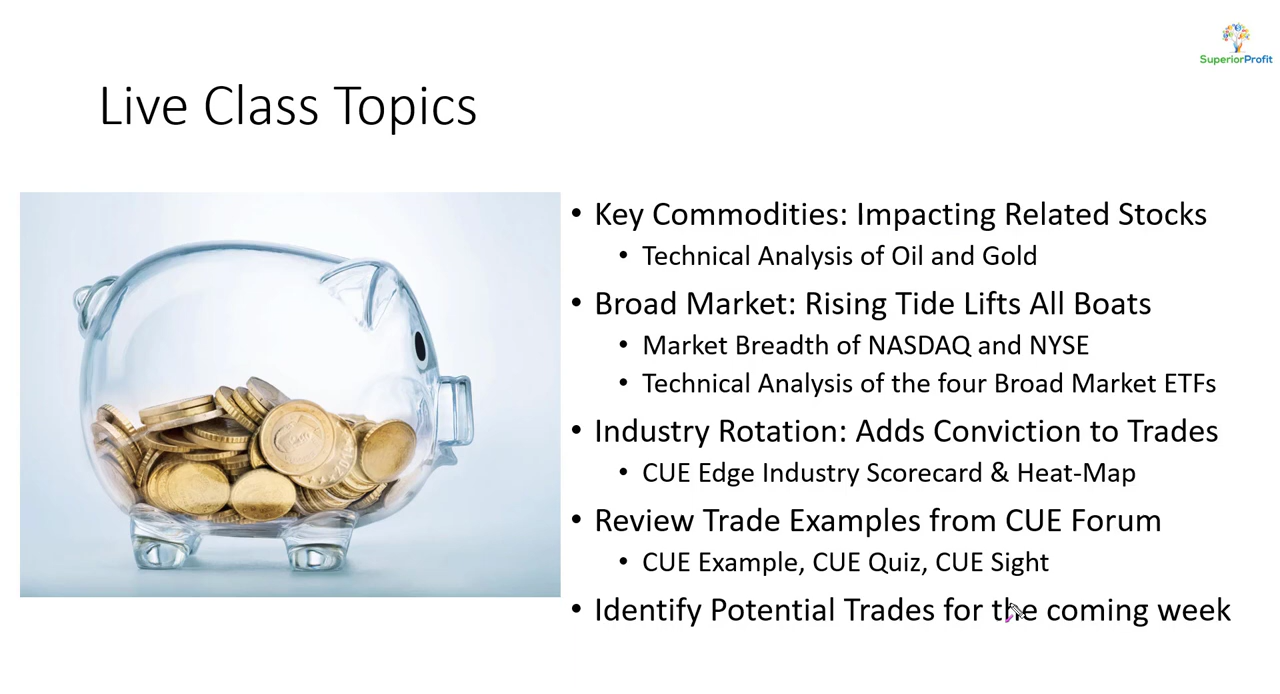 SuperiorProfit
Live Class Topics
• Key Commodities: Impacting Related Stocks
• Technical Analysis of Oil and Gold
• Broad Market: Rising Tide Lifts All Boats
• Market Breadth of NASDAQ and NYSE
• Technical Analysis of the four Broad Market ETFs
• Industry Rotation: Adds Conviction to Trades
• CUE Edge Industry Scorecard & Heat-Map
• Review Trade Examples from CUE Forum
• CUE Example, CUE Quiz, CUE Sight
• Identify Potential Trades for the coming week